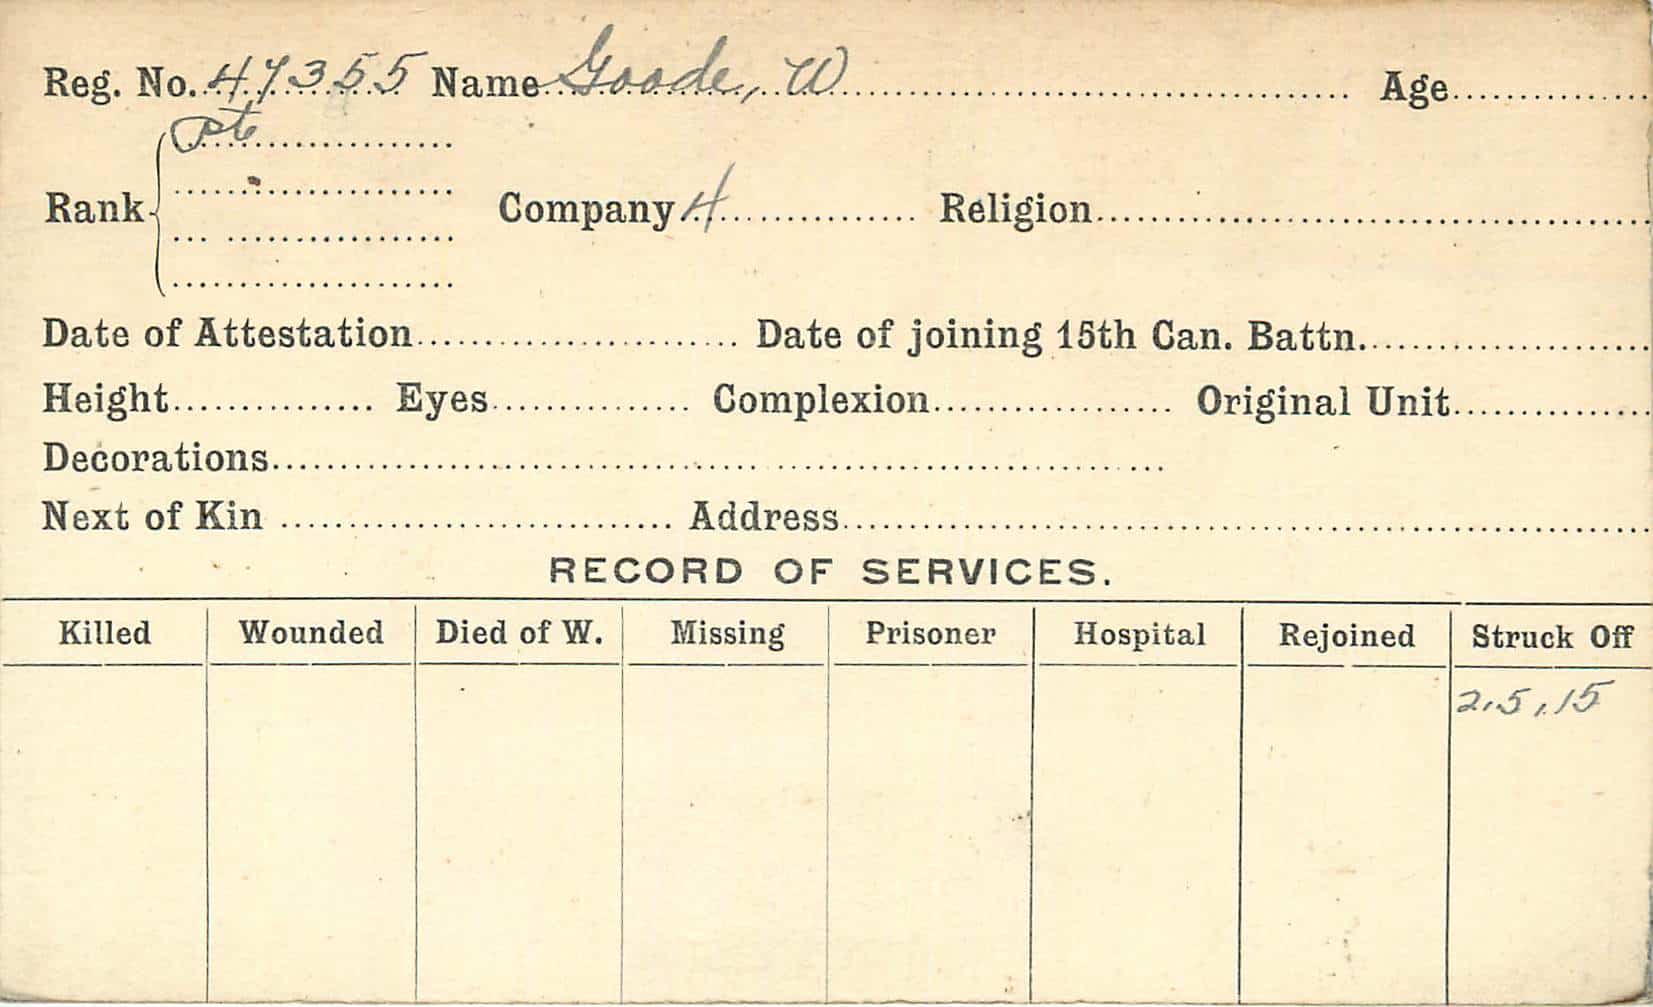 Reg. No. 47355 Name Goode, W Age
Pte
Rank Company 4 Religion
Date of Attestation Date of joining 15th Can. Battn.
Height Eyes Complexion Original Unit
Decorations
Next of Kin Address
RECORD OF SERVICES.
Killed Wounded Died of W. Missing Prisoner Hospital Rejoined Struck Off
2.5.15